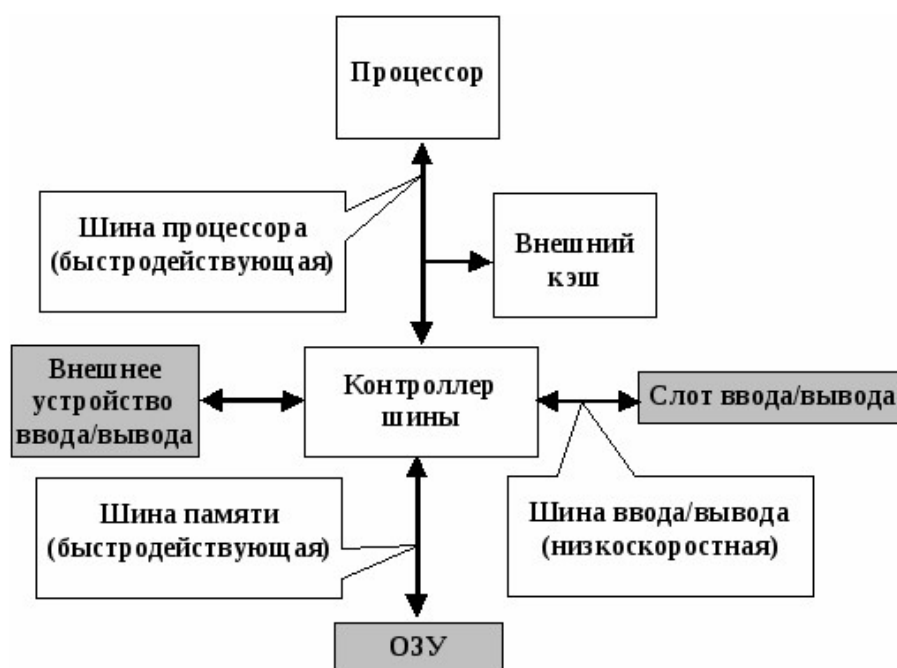 Процессор
Шина процессора
(быстродействующая)
Внешний
кэш
Внешнее
устройство
ввода/вывода
Контроллер
шины
Слот ввода/вывода
Шина памяти
(быстродействующая)
Шина ввода/вывода
(низкоскоростная)
ОЗУ